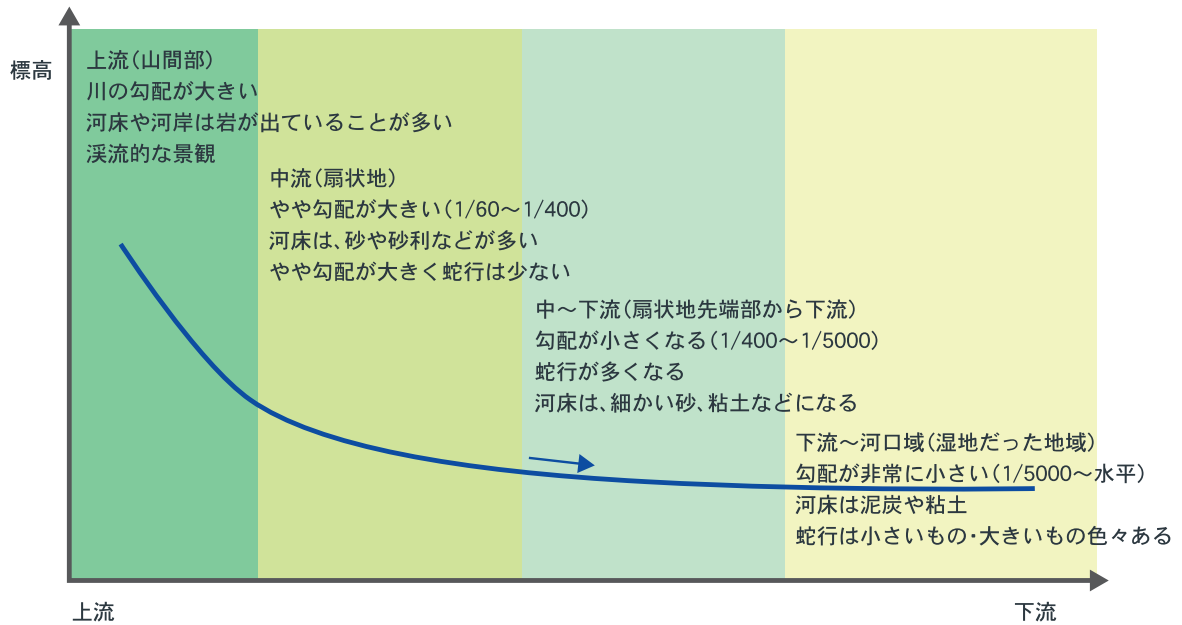 標高
上流（山間部）
川の勾配が大きい
河床や河岸は岩が出ていることが多い
渓流的な景観
中流（扇状地）
やや勾配が大きい（1/60〜1/400）
河床は、砂や砂利などが多い
やや勾配が大きく蛇行は少ない
中〜下流（扇状地先端部から下流）
勾配が小さくなる（1/400〜1/5000）
蛇行が多くなる
河床は、細かい砂、粘土などになる
下流〜河口域（湿地だった地域）
勾配が非常に小さい（1/5000〜水平）
河床は泥炭や粘土
蛇行は小さいもの・大きいもの色々ある
上流
下流